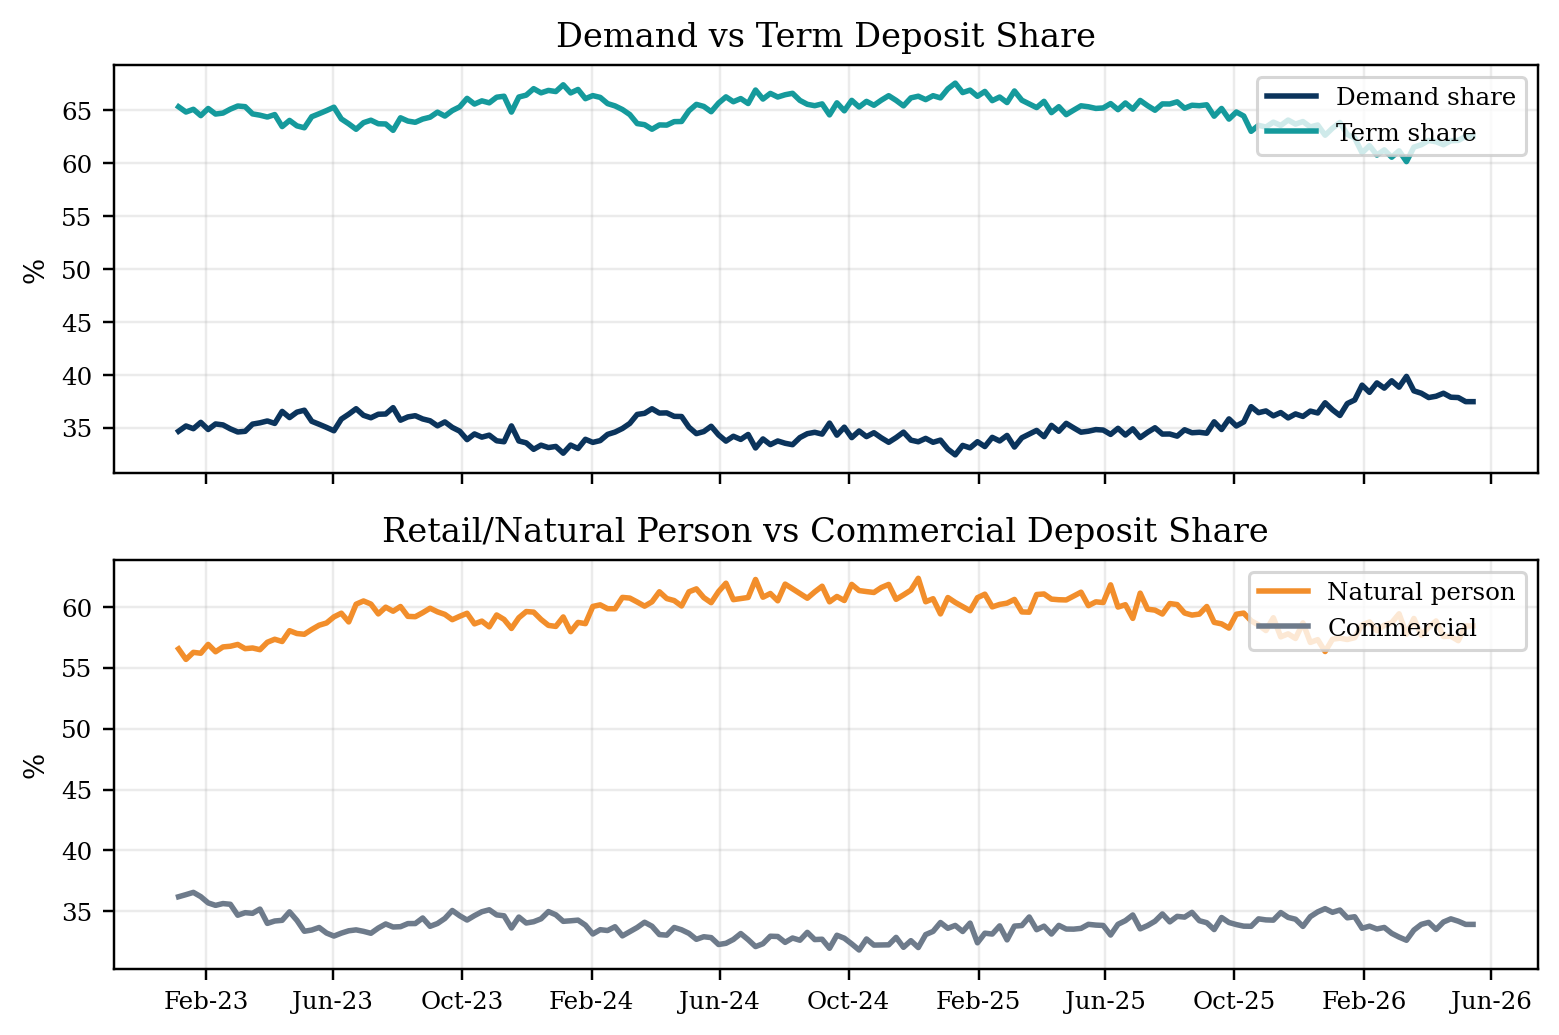 Demand vs Term Deposit Share
%
65
60
55
50
45
40
35
Demand share
Term share
Retail/Natural Person vs Commercial Deposit Share
%
60
55
50
45
40
35
Natural person
Commercial
Feb-23 Jun-23 Oct-23 Feb-24 Jun-24 Oct-24 Feb-25 Jun-25 Oct-25 Feb-26 Jun-26